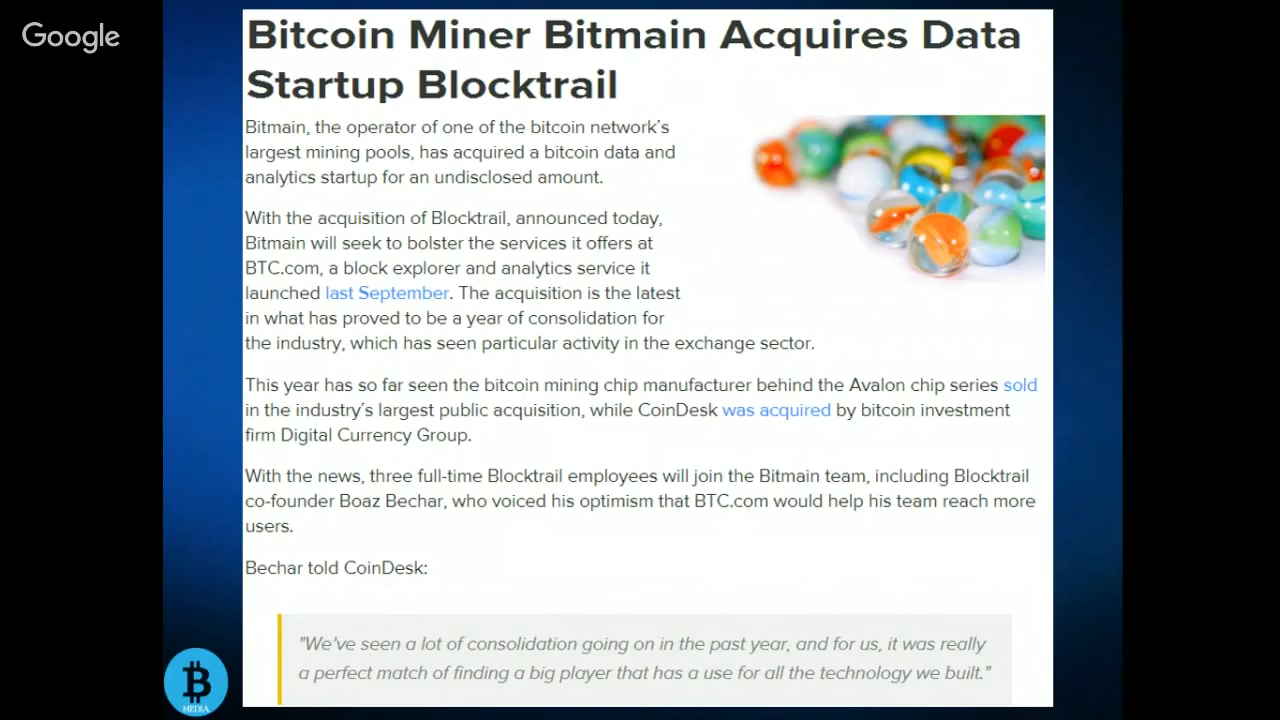 Google
Bitcoin Miner Bitmain Acquires Data
Startup Blocktrail
Bitmain, the operator of one of the bitcoin network's
largest mining pools, has acquired a bitcoin data and
analytics startup for an undisclosed amount.
With the acquisition of Blocktrail, announced today,
Bitmain will seek to bolster the services it offers at
BTC.com, a block explorer and analytics service it
launched last September. The acquisition is the latest
in what has proved to be a year of consolidation for
the industry, which has seen particular activity in the exchange sector.
This year has so far seen the bitcoin mining chip manufacturer behind the Avalon chip series sold
in the industry's largest public acquisition, while CoinDesk was acquired by bitcoin investment
firm Digital Currency Group.
With the news, three full-time Blocktrail employees will join the Bitmain team, including Blocktrail
co-founder Boaz Bechar, who voiced his optimism that BTC.com would help his team reach more
users.
Bechar told CoinDesk:
"We've seen a lot of consolidation going on in the past year, and for us, it was really
a perfect match of finding a big player that has a use for all the technology we built."
MEDIA